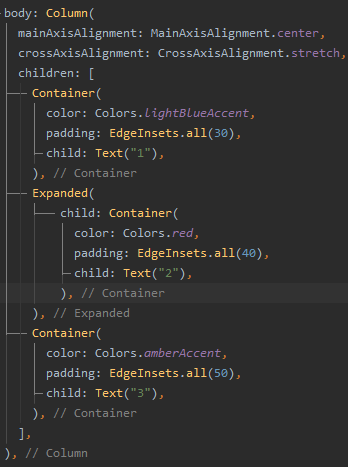 body: Column(
mainAxisAlignment: MainAxisAlignment.center,
crossAxisAlignment: CrossAxisAlignment.stretch,
children: [
Container(
color: Colors.lightBlueAccent,
padding: EdgeInsets.all(30),
child: Text("1"),
), // Container
Expanded(
child: Container(
color: Colors.red,
padding: EdgeInsets.all(40),
child: Text("2"),
), // Container
), // Expanded
Container(
color: Colors.amberAccent,
padding: EdgeInsets.all(50),
child: Text("3"),
), // Container
],
), // Column